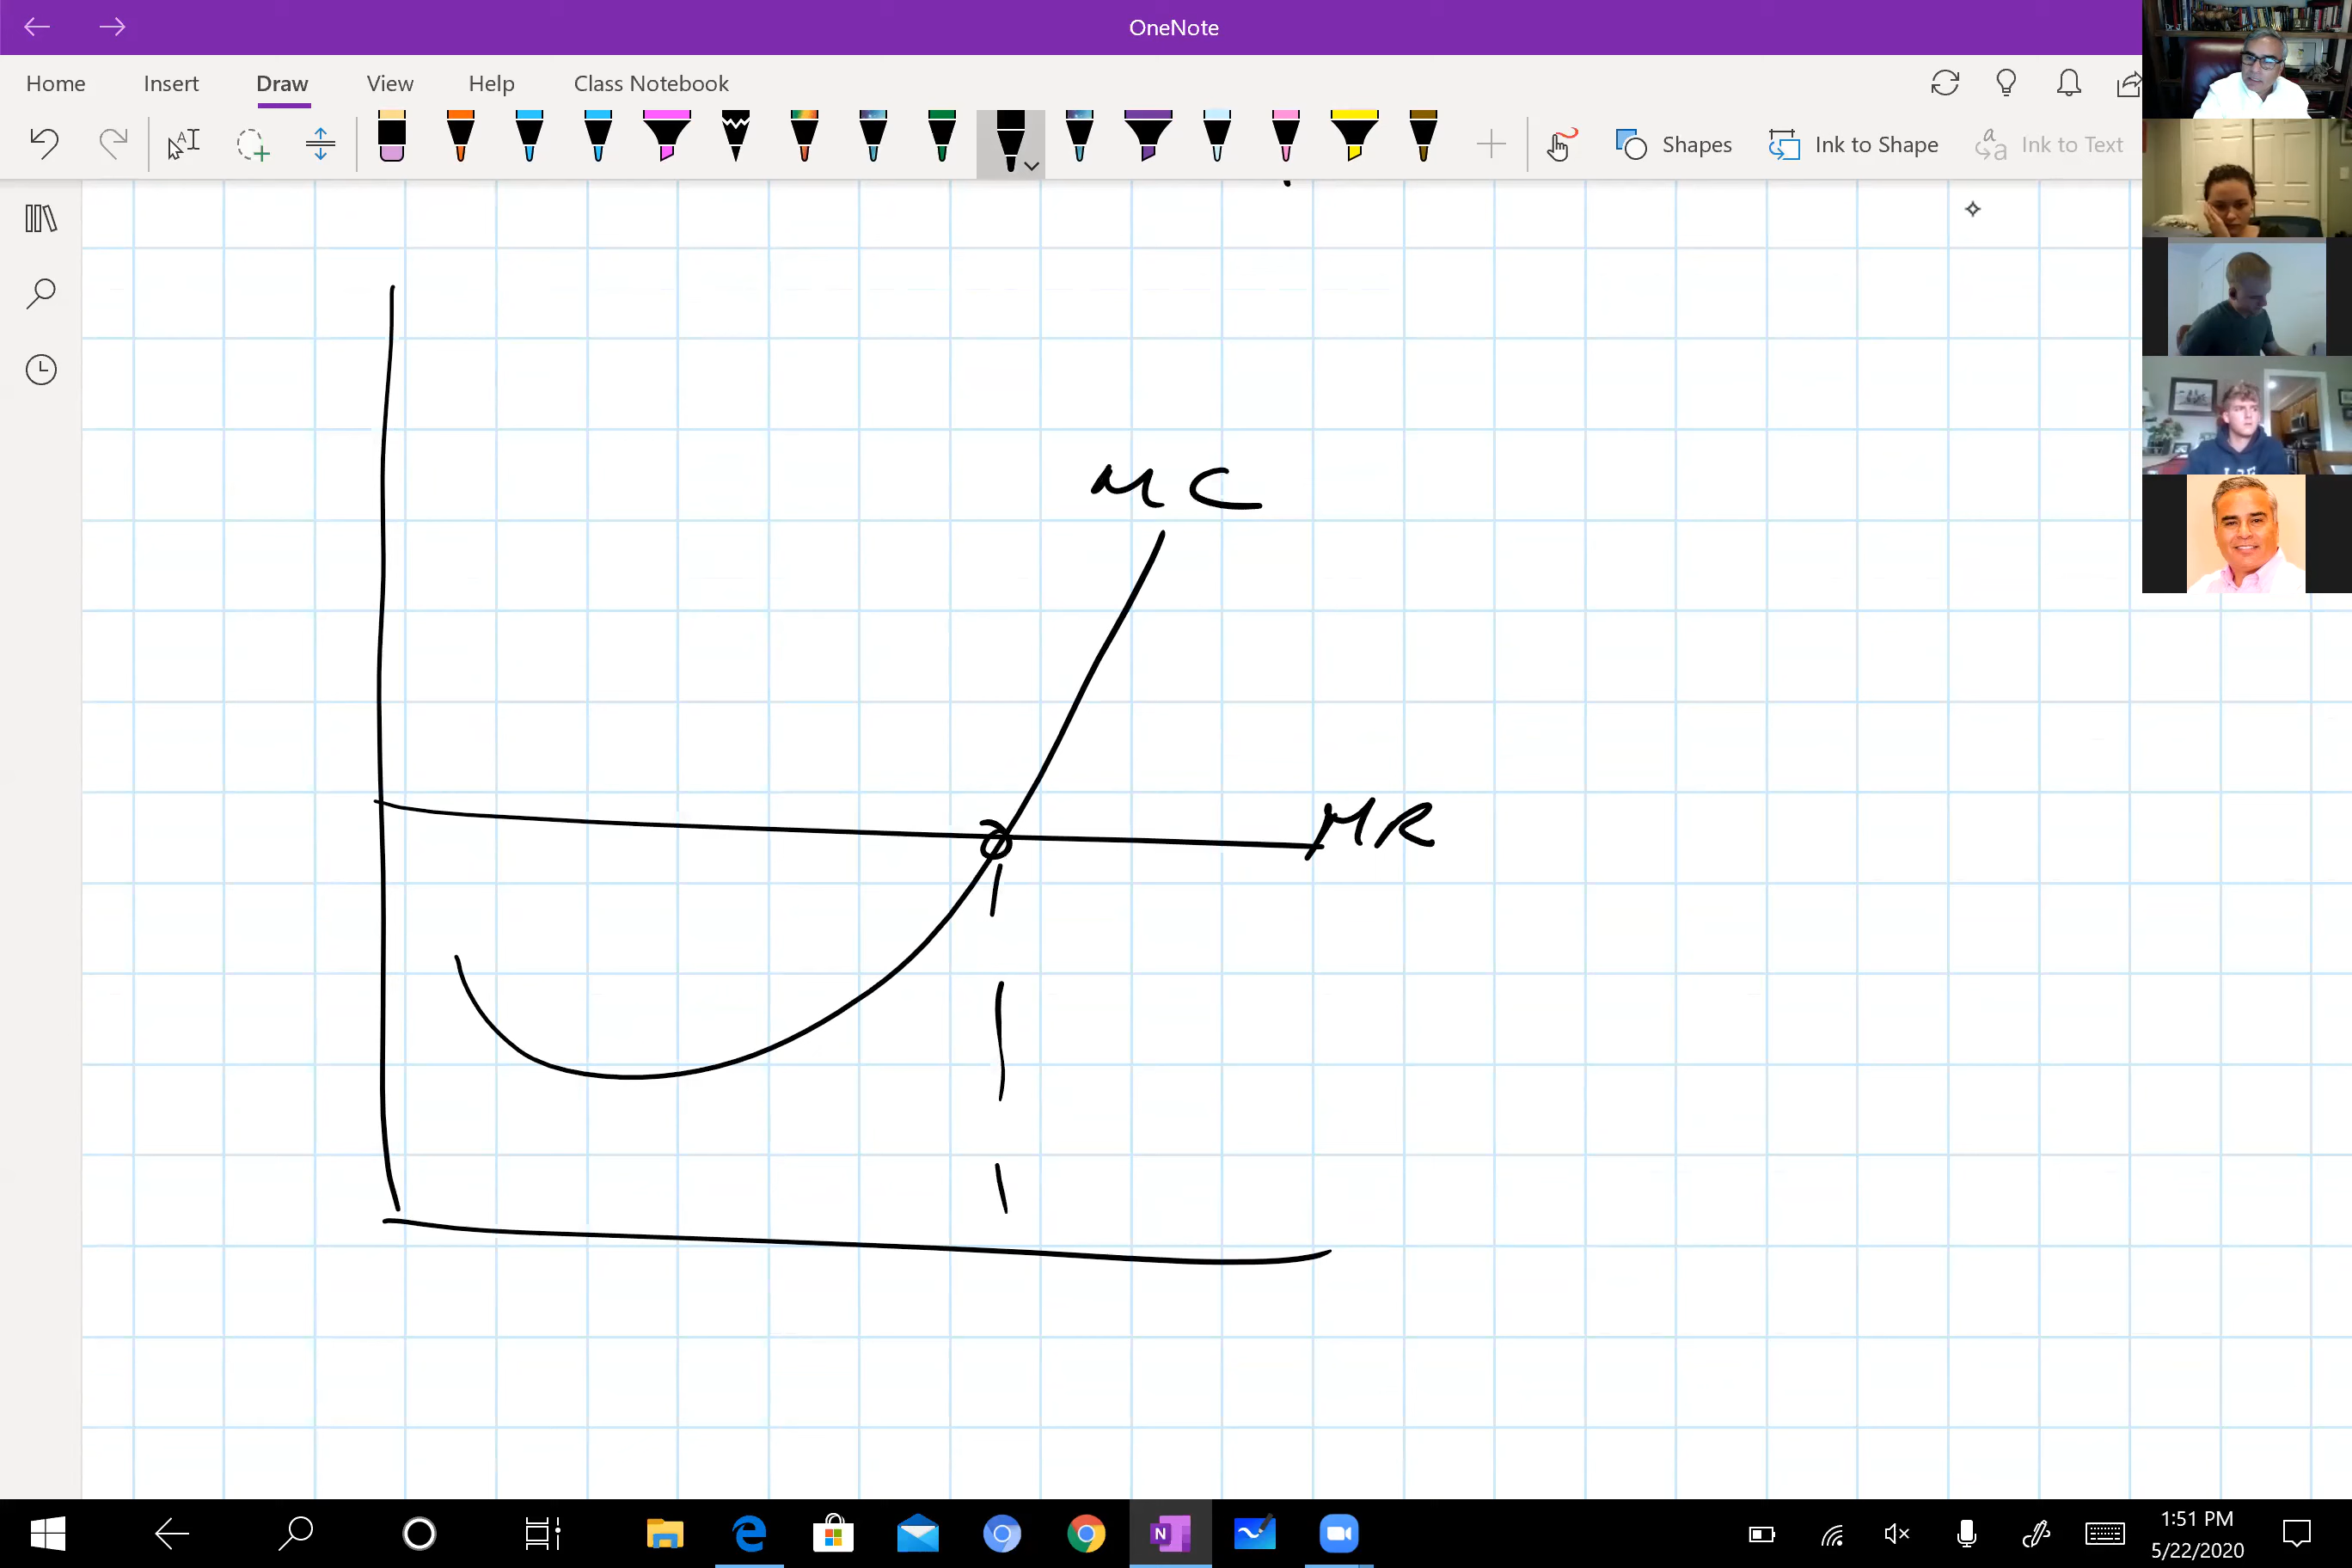 OneNote
Home Insert Draw View Help Class Notebook
Shapes Ink to Shape Ink to Text
MC
MR
1:51 PM
5/22/2020